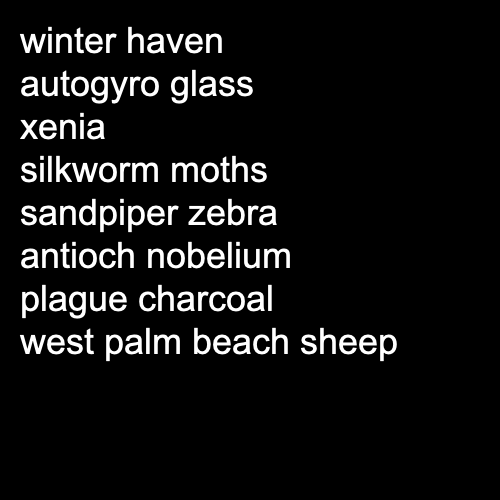 winter haven
autogyro glass
xenia
silkworm moths
sandpiper zebra
antioch nobelium
plague charcoal
west palm beach sheep